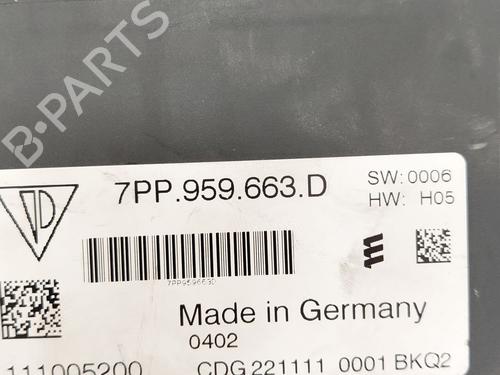 B-PARTS
7PP.959.663.D
SW:0006
HW: H05
7PP959663D
Made in Germany
0402
111005200
CDG 221111 0001 BKQ2